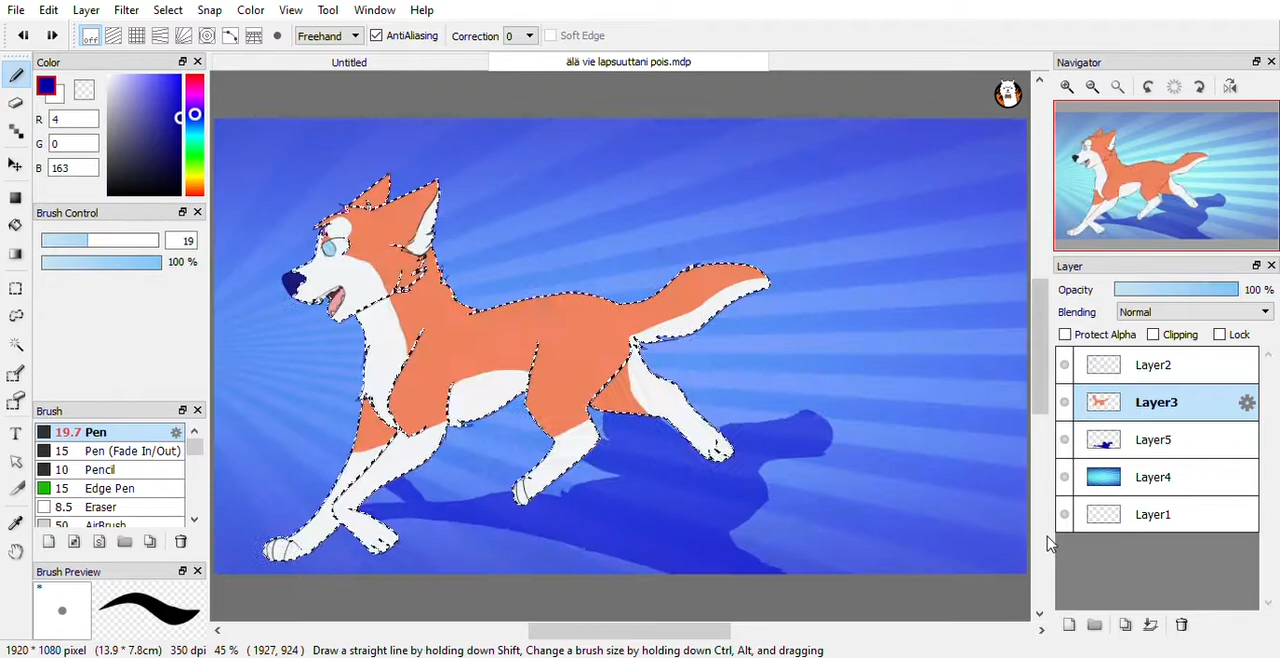 File Edit Layer Filter Select Snap Color View Tool Window Help
off Freehand AntiAliasing Correction 0 Soft Edge
Color Untitled älä vie lapsuuttani pois.mdp Navigator
R 4
G 0
B 163
Brush Control
19
100 %
Layer
Opacity 100 %
Blending Normal
Protect Alpha Clipping Lock
Layer2
Layer3
Layer5
Layer4
Layer1
Brush
19.7 Pen
15 Pen (Fade In/Out)
10 Pencil
15 Edge Pen
8.5 Eraser
50 AirBrush
Brush Preview
1920 * 1080 pixel (13.9 * 7.8cm) 350 dpi 45 % ( 1927, 924 ) Draw a straight line by holding down Shift, Change a brush size by holding down Ctrl, Alt, and dragging